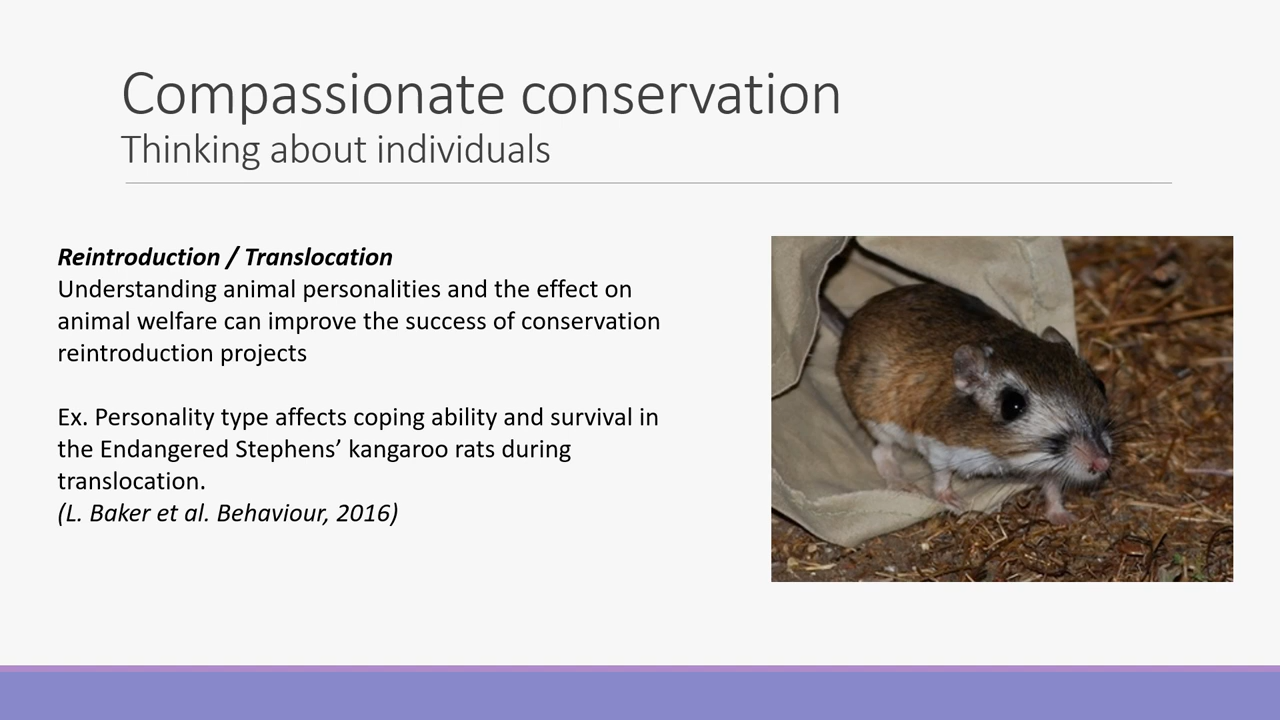 Compassionate conservation
Thinking about individuals
Reintroduction / Translocation
Understanding animal personalities and the effect on
animal welfare can improve the success of conservation
reintroduction projects
Ex. Personality type affects coping ability and survival in
the Endangered Stephens’ kangaroo rats during
translocation.
(L. Baker et al. Behaviour, 2016)